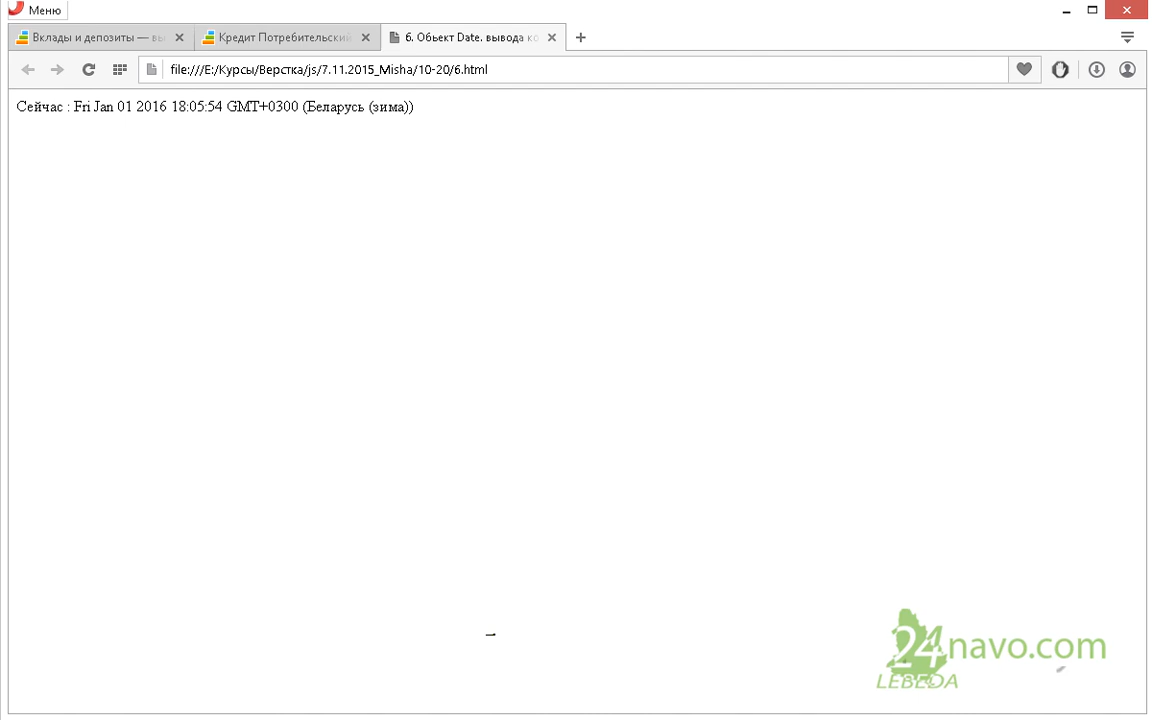 Меню
Вклады и депозиты — вы
Кредит Потребительский
6. Обьект Date. вывода ко
file:///E:/Курсы/Верстка/js/7.11.2015_Misha/10-20/6.html
Сейчас : Fri Jan 01 2016 18:05:54 GMT+0300 (Беларусь (зима))
24navo.com
LEBEDA